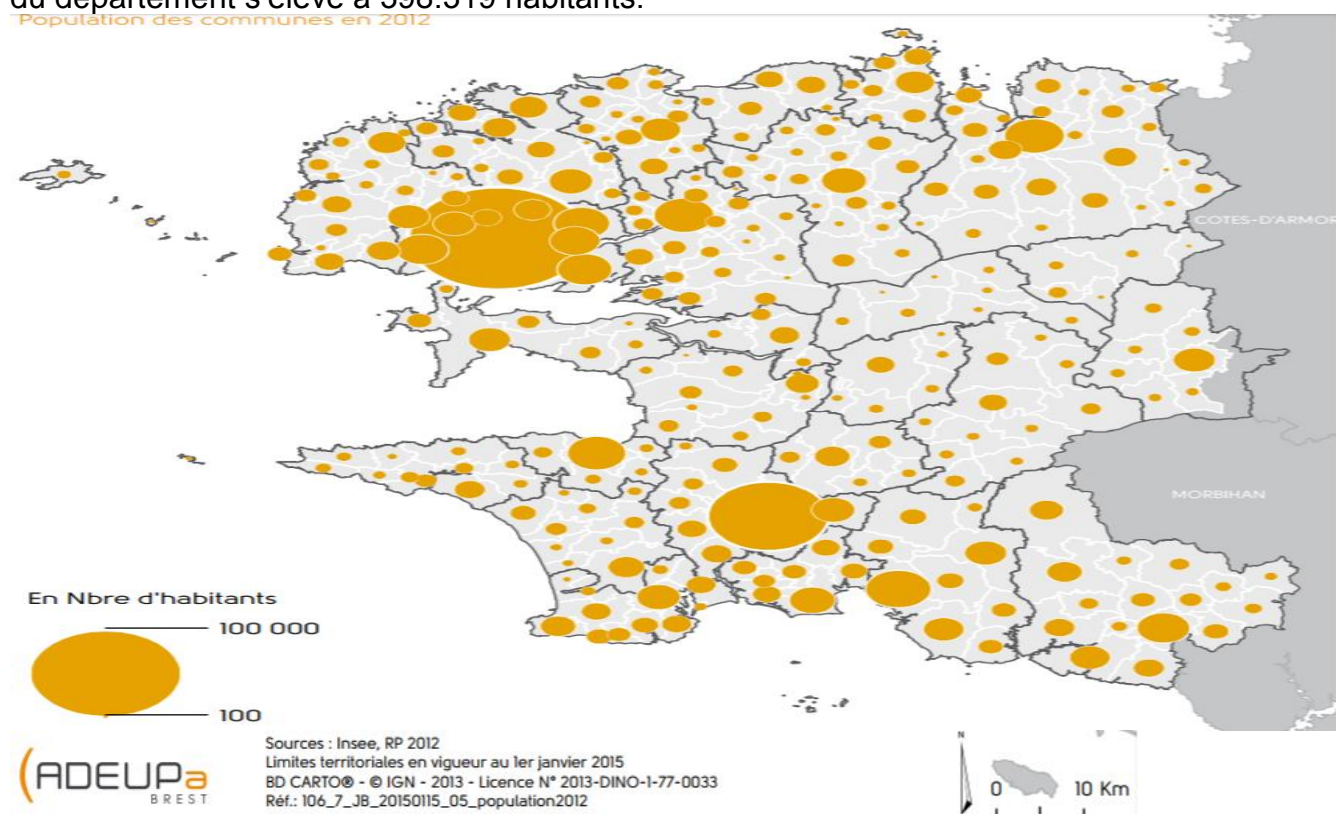 du département s'élève à 898.519 habitants.
Population des communes en 2012
COTES-D'ARMOR
MORBIHAN
En Nbre d'habitants
100 000
100
ADEUPa
BREST
Sources : Insee, RP 2012
Limites territoriales en vigueur au 1er janvier 2015
BD CARTO® - © IGN - 2013 - Licence N° 2013-DINO-1-77-0033
Réf.: 106_7_JB_20150115_05_population2012
N
0 10 Km